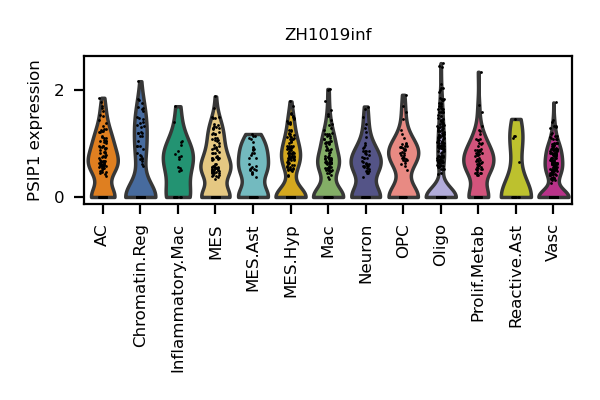 ZH1019inf
PSIP1 expression
2
0
AC
Chromatin.Reg
Inflammatory.Mac
MES
MES.Ast
MES.Hyp
Mac
Neuron
OPC
Oligo
Prolif.Metab
Reactive.Ast
Vasc